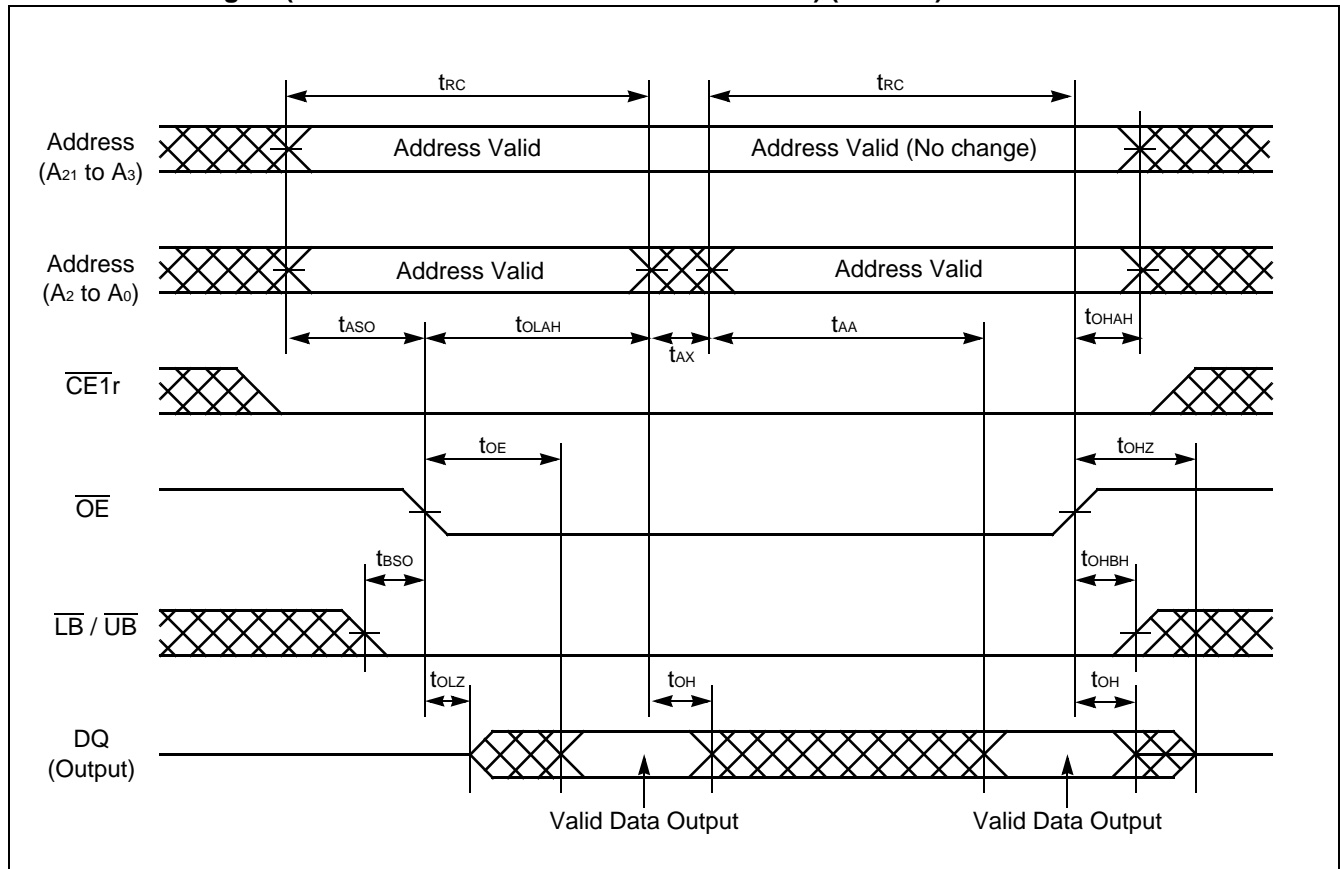 tRC
tRC
Address
(A21 to A3)
Address Valid
Address Valid (No change)
Address
(A2 to A0)
Address Valid
Address Valid
tASO
tOLAH
tAX
tAA
tOHAH
CE1r
tOE
tOHZ
OE
tBSO
tOHBH
LB / UB
tOLZ
tOH
tOH
DQ
(Output)
Valid Data Output
Valid Data Output